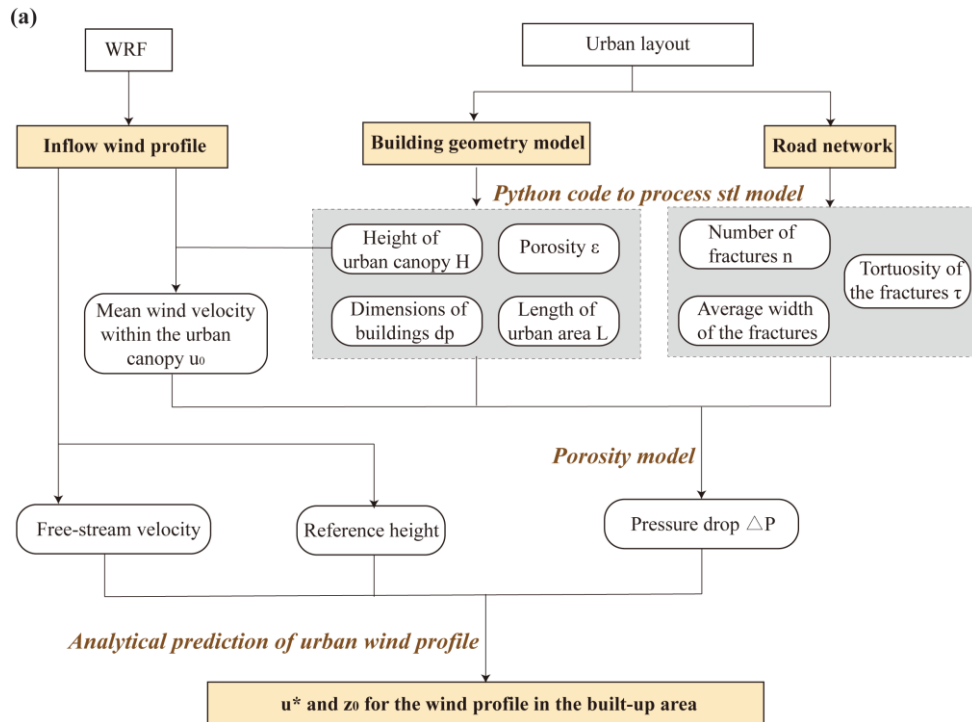 (a)
WRF
Urban layout
Inflow wind profile
Building geometry model
Road network
Python code to process stl model
Height of
urban canopy H
Porosity ε
Number of
fractures n
Tortuosity of
the fractures τ
Mean wind velocity
within the urban
canopy u₀
Dimensions of
buildings dp
Length of
urban area L
Average width
of the fractures
Porosity model
Free-stream velocity
Reference height
Pressure drop △P
Analytical prediction of urban wind profile
u* and z₀ for the wind profile in the built-up area